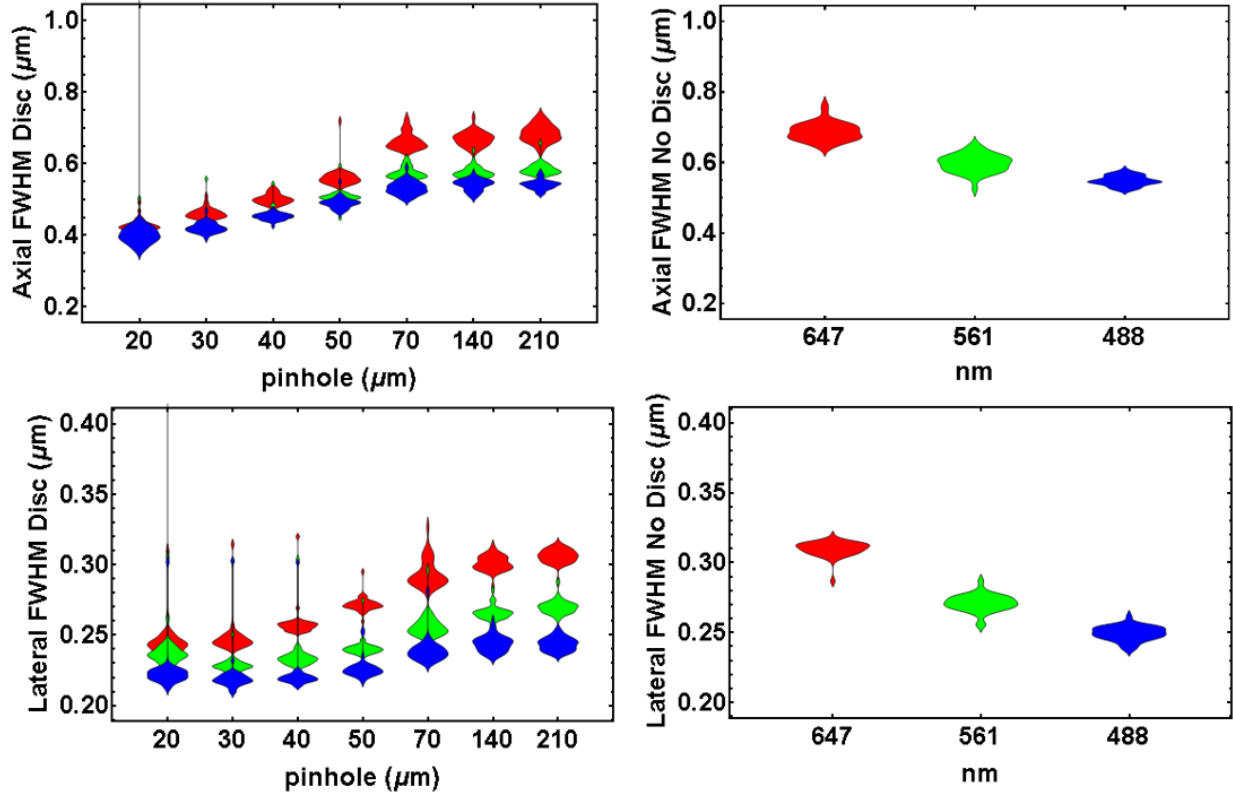 Axial FWHM Disc (µm)
1.0
0.8
0.6
0.4
0.2
20 30 40 50 70 140 210
pinhole (µm)
Axial FWHM No Disc (µm)
1.0
0.8
0.6
0.4
0.2
647 561 488
nm
Lateral FWHM Disc (µm)
0.40
0.35
0.30
0.25
0.20
20 30 40 50 70 140 210
pinhole (µm)
Lateral FWHM No Disc (µm)
0.40
0.35
0.30
0.25
0.20
647 561 488
nm